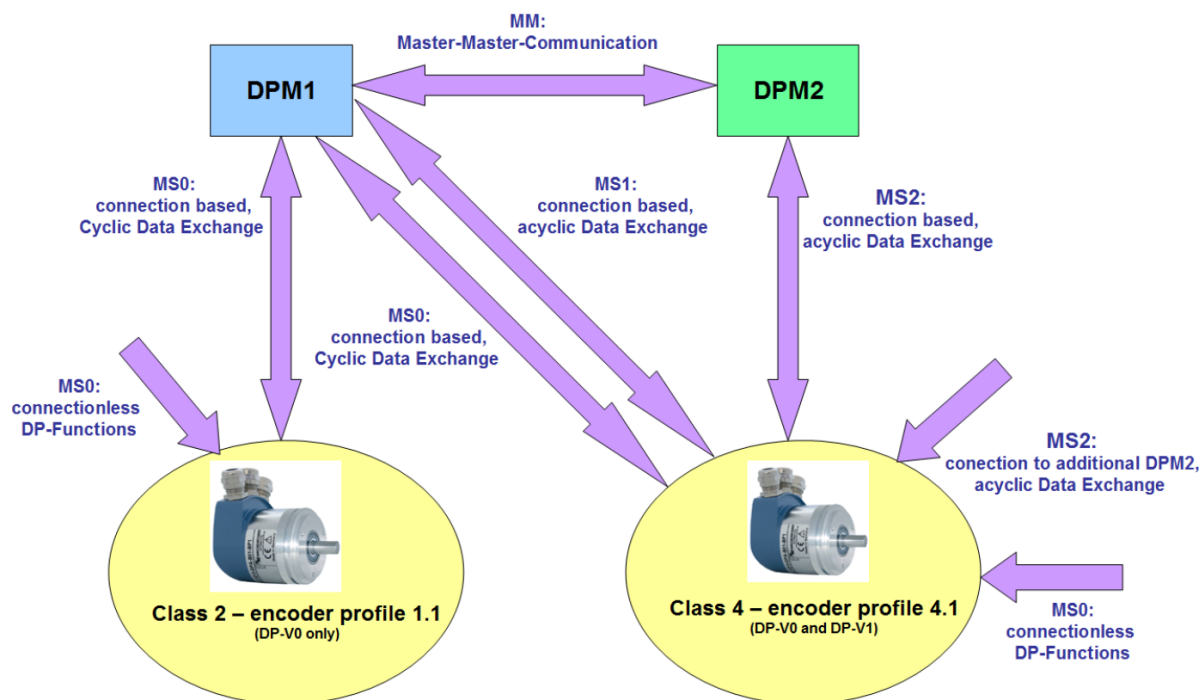 MM:
Master-Master-Communication
DPM1
DPM2
MS0:
connection based,
Cyclic Data Exchange
MS1:
connection based,
acyclic Data Exchange
MS2:
connection based,
acyclic Data Exchange
MS0:
connection based,
Cyclic Data Exchange
MS0:
connectionless
DP-Functions
MS2:
conection to additional DPM2,
acyclic Data Exchange
Class 2 – encoder profile 1.1
(DP-V0 only)
Class 4 – encoder profile 4.1
(DP-V0 and DP-V1)
MS0:
connectionless
DP-Functions